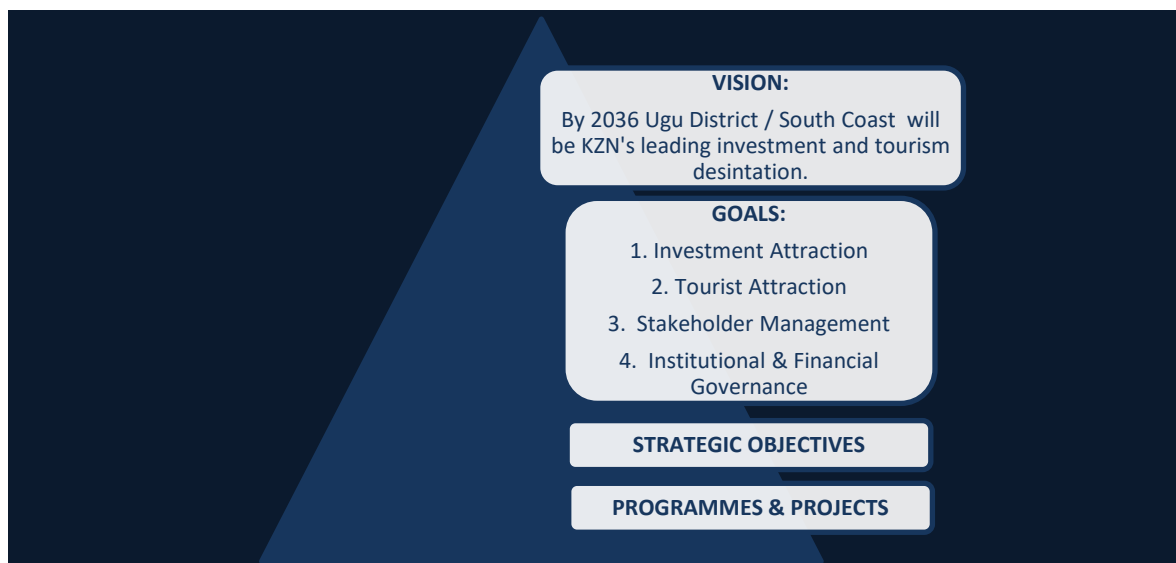 VISION:
By 2036 Ugu District / South Coast will
be KZN's leading investment and tourism
desintation.
GOALS:
1. Investment Attraction
2. Tourist Attraction
3. Stakeholder Management
4. Institutional & Financial
Governance
STRATEGIC OBJECTIVES
PROGRAMMES & PROJECTS